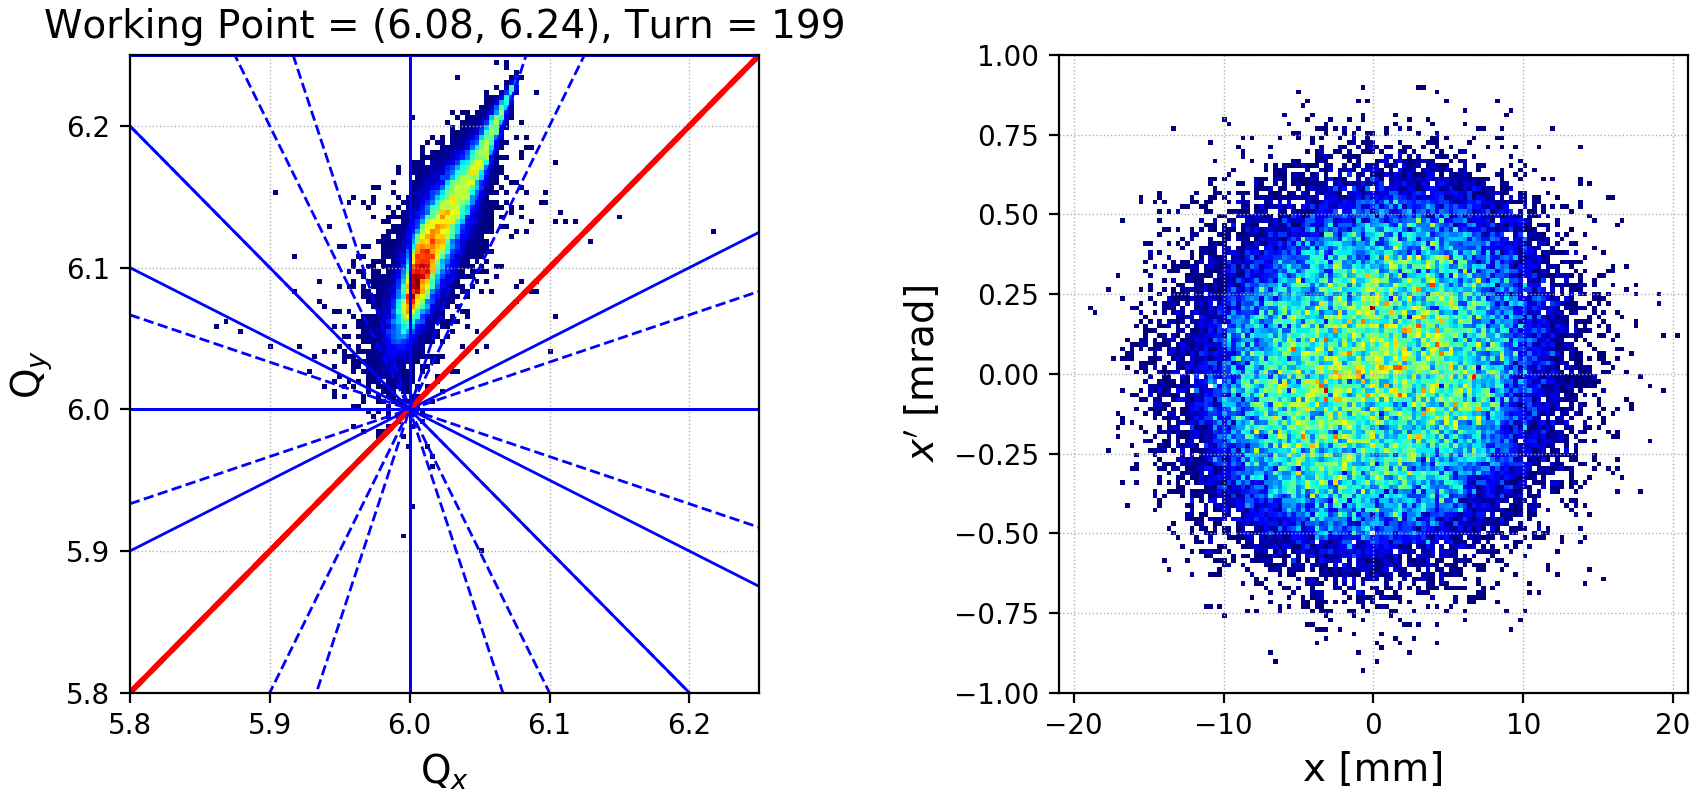 Working Point = (6.08, 6.24), Turn = 199
6.2
6.1
6.0
5.9
5.8
Q_y
5.8 5.9 6.0 6.1 6.2
Q_x
1.00
0.75
0.50
0.25
0.00
−0.25
−0.50
−0.75
−1.00
x′ [mrad]
−20 −10 0 10 20
x [mm]